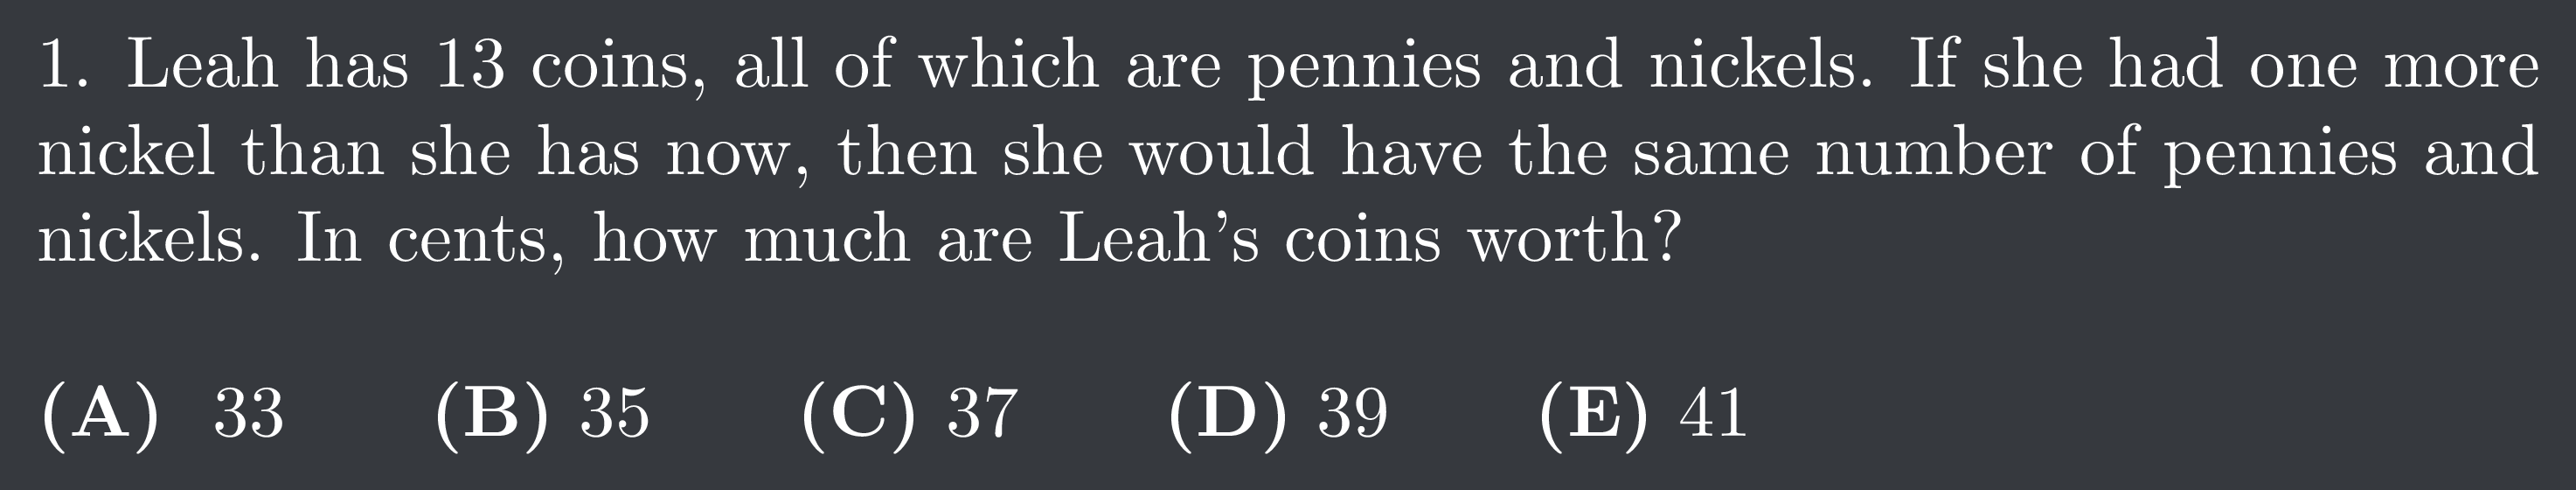 1. Leah has 13 coins, all of which are pennies and nickels. If she had one more
nickel than she has now, then she would have the same number of pennies and
nickels. In cents, how much are Leah's coins worth?
(A) 33 (B) 35 (C) 37 (D) 39 (E) 41